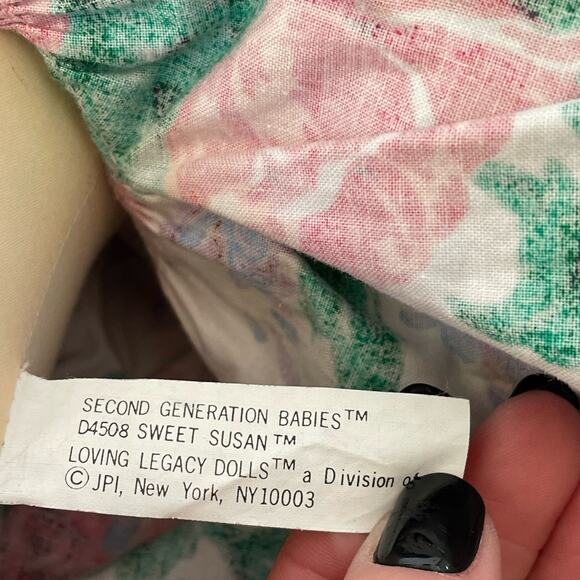 SECOND GENERATION BABIES™
D4508 SWEET SUSAN™
LOVING LEGACY DOLLS™ a Division of
© JPI, New York, NY10003